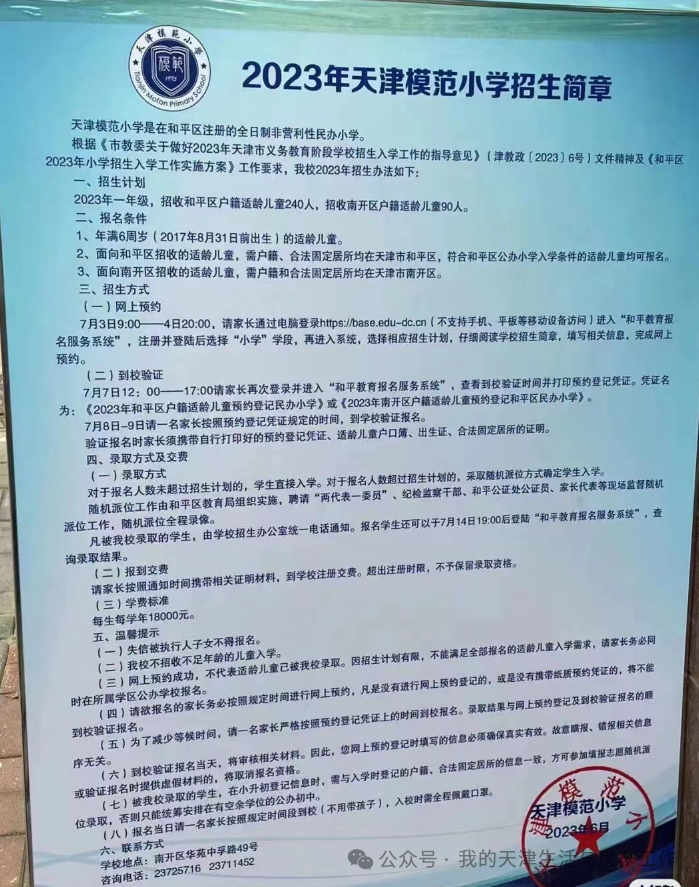 天津模范小学
模範
Tianjin Mofan Primary School
2023年天津模范小学招生简章
天津模范小学是在和平区注册的全日制非营利性民办小学。
根据《市教委关于做好2023年天津市义务教育阶段学校招生入学工作的指导意见》(津教政〔2023〕6号)文件精神及《和平区
2023年小学招生入学工作实施方案》工作要求，我校2023年招生办法如下：
一、招生计划
2023年一年级，招收和平区户籍适龄儿童240人，招收南开区户籍适龄儿童90人。
二、报名条件
1、年满6周岁（2017年8月31日前出生）的适龄儿童。
2、面向和平区招收的适龄儿童，需户籍、合法固定居所均在天津市和平区，符合和平区公办小学入学条件的适龄儿童均可报名。
3、面向南开区招收的适龄儿童，需户籍和合法固定居所均在天津市南开区。
三、招生方式
（一）网上预约
7月3日9:00——4日20:00，请家长通过电脑登录https://base.edu-dc.cn（不支持手机、平板等移动设备访问）进入“和平教育报
名服务系统”，注册并登陆后选择“小学”学段，再进入系统，选择相应招生计划，仔细阅读学校招生简章，填写相关信息，完成网上
预约。
（二）到校验证
7月7日12：00——17:00请家长再次登录并进入“和平教育报名服务系统”，查看到校验证时间并打印预约登记凭证。凭证名
为：《2023年和平区户籍适龄儿童预约登记民办小学》或《2023年南开区户籍适龄儿童预约登记和平区民办小学》。
7月8日-9日请一名家长按照预约登记凭证规定的时间，到学校验证报名。
验证报名时家长须携带自行打印好的预约登记凭证、适龄儿童户口簿、出生证、合法固定居所的证明。
四、录取方式及交费
（一）录取方式
对于报名人数未超过招生计划的，学生直接入学。对于报名人数超过招生计划的，采取随机派位方式确定学生入学。
随机派位工作由和平区教育局组织实施，聘请“两代表一委员”、纪检监察干部、和平公证处公证员、家长代表等现场监督随机
派位工作，随机派位全程录像。
凡被我校录取的学生，由学校招生办公室统一电话通知。报名学生还可以于7月14日19:00后登陆“和平教育报名服务系统”，查
询录取结果。
（二）报到交费
请家长按照通知时间携带相关证明材料，到学校注册交费。超出注册时限，不予保留录取资格。
（三）学费标准
每生每学年18000元。
五、温馨提示
（一）失信被执行人子女不得报名。
（二）我校不招收不足年龄的儿童入学。
（三）网上预约成功，不代表适龄儿童已被我校录取。因招生计划有限，不能满足全部报名的适龄儿童入学需求，请家长务必同
时在所属学区公办学校报名。
（四）请欲报名的家长务必按照规定时间进行网上预约，凡是没有进行网上预约登记的，或是没有携带纸质预约凭证的，将不能
到校验证报名。
（五）为了减少等候时间，请一名家长严格按照预约登记凭证上的时间到校报名。录取结果与网上预约登记及到校验证报名的顺
序无关。
（六）到校验证报名当天，将审核相关材料。因此，您网上预约登记时填写的信息必须确保真实有效。故意瞒报、错报相关信息
或验证报名时提供虚假材料的，将取消报名资格。
（七）被我校录取的学生，在小升初登记信息时，需与入学时登记的户籍、合法固定居所的信息一致，方可参加填报志愿随机派
位录取，否则只能统筹安排在有空余学位的公办初中。
（八）报名当日请一名家长按照规定时间段到校（不用带孩子），入校时需全程佩戴口罩。
六、联系方式
学校地址：南开区华苑中孚路49号
咨询电话：23725716 23711452
天津模范小学
2023年6月
公众号·我的天津生活